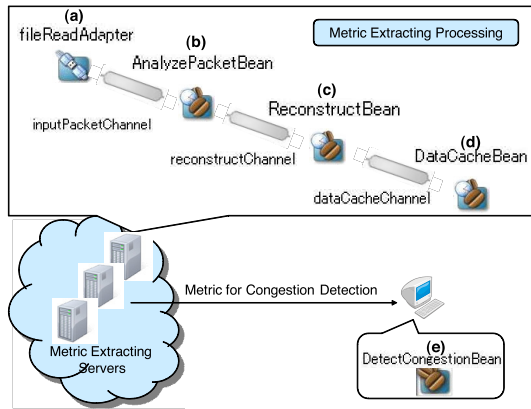 (a)
fileReadAdapter
Metric Extracting Processing
(b)
AnalyzePacketBean
(c)
ReconstructBean
inputPacketChannel
(d)
DataCacheBean
reconstructChannel
dataCacheChannel
Metric for Congestion Detection
Metric Extracting
Servers
(e)
DetectCongestionBean